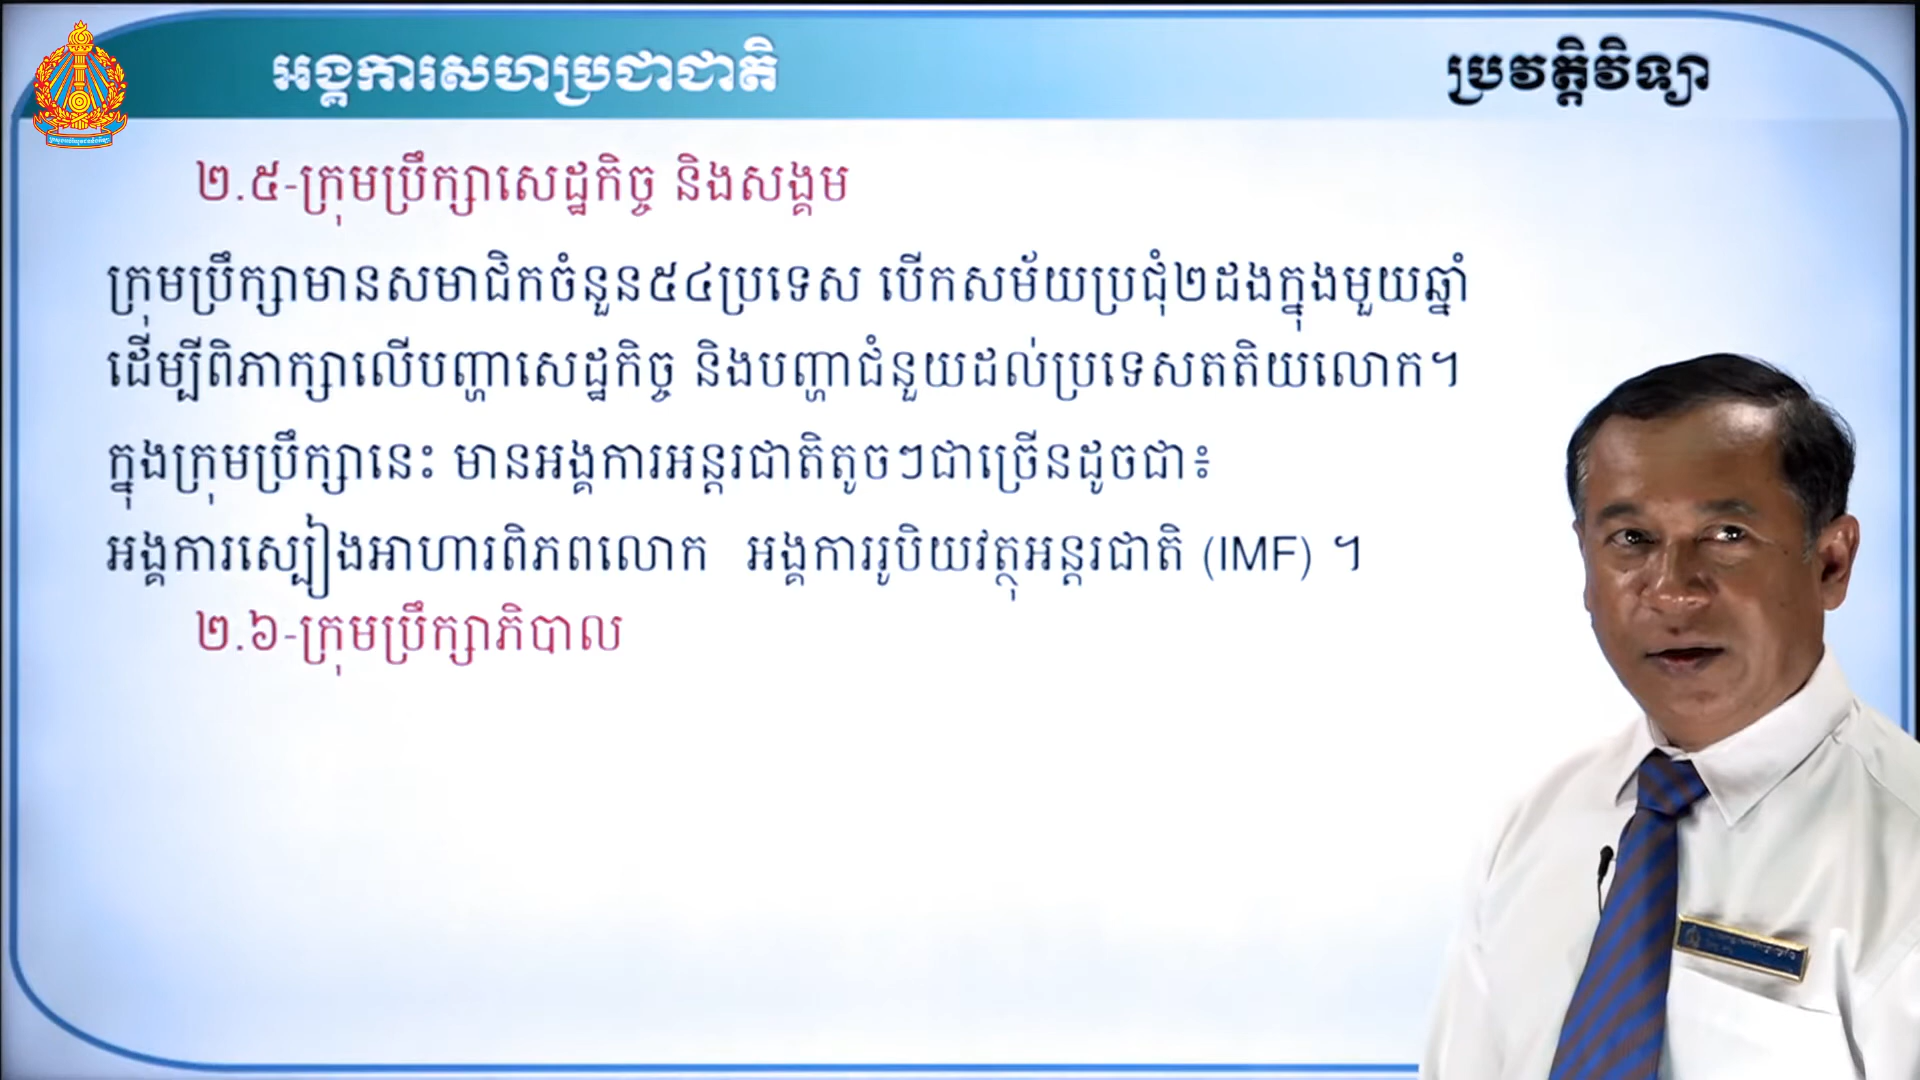 អង្គការសហប្រជាជាតិ
ប្រវត្តិវិទ្យា
២.៥-ក្រុមប្រឹក្សាសេដ្ឋកិច្ច និងសង្គម
ក្រុមប្រឹក្សាមានសមាជិកចំនួន៥៤ប្រទេស បើកសម័យប្រជុំ២ដងក្នុងមួយឆ្នាំ
ដើម្បីពិភាក្សាលើបញ្ហាសេដ្ឋកិច្ច និងបញ្ហាជំនួយដល់ប្រទេសតតិយលោក។
ក្នុងក្រុមប្រឹក្សានេះ មានអង្គការអន្តរជាតិតូចៗជាច្រើនដូចជា៖
អង្គការស្បៀងអាហារពិភពលោក អង្គការរូបិយវត្ថុអន្តរជាតិ (IMF) ។
២.៦-ក្រុមប្រឹក្សាភិបាល